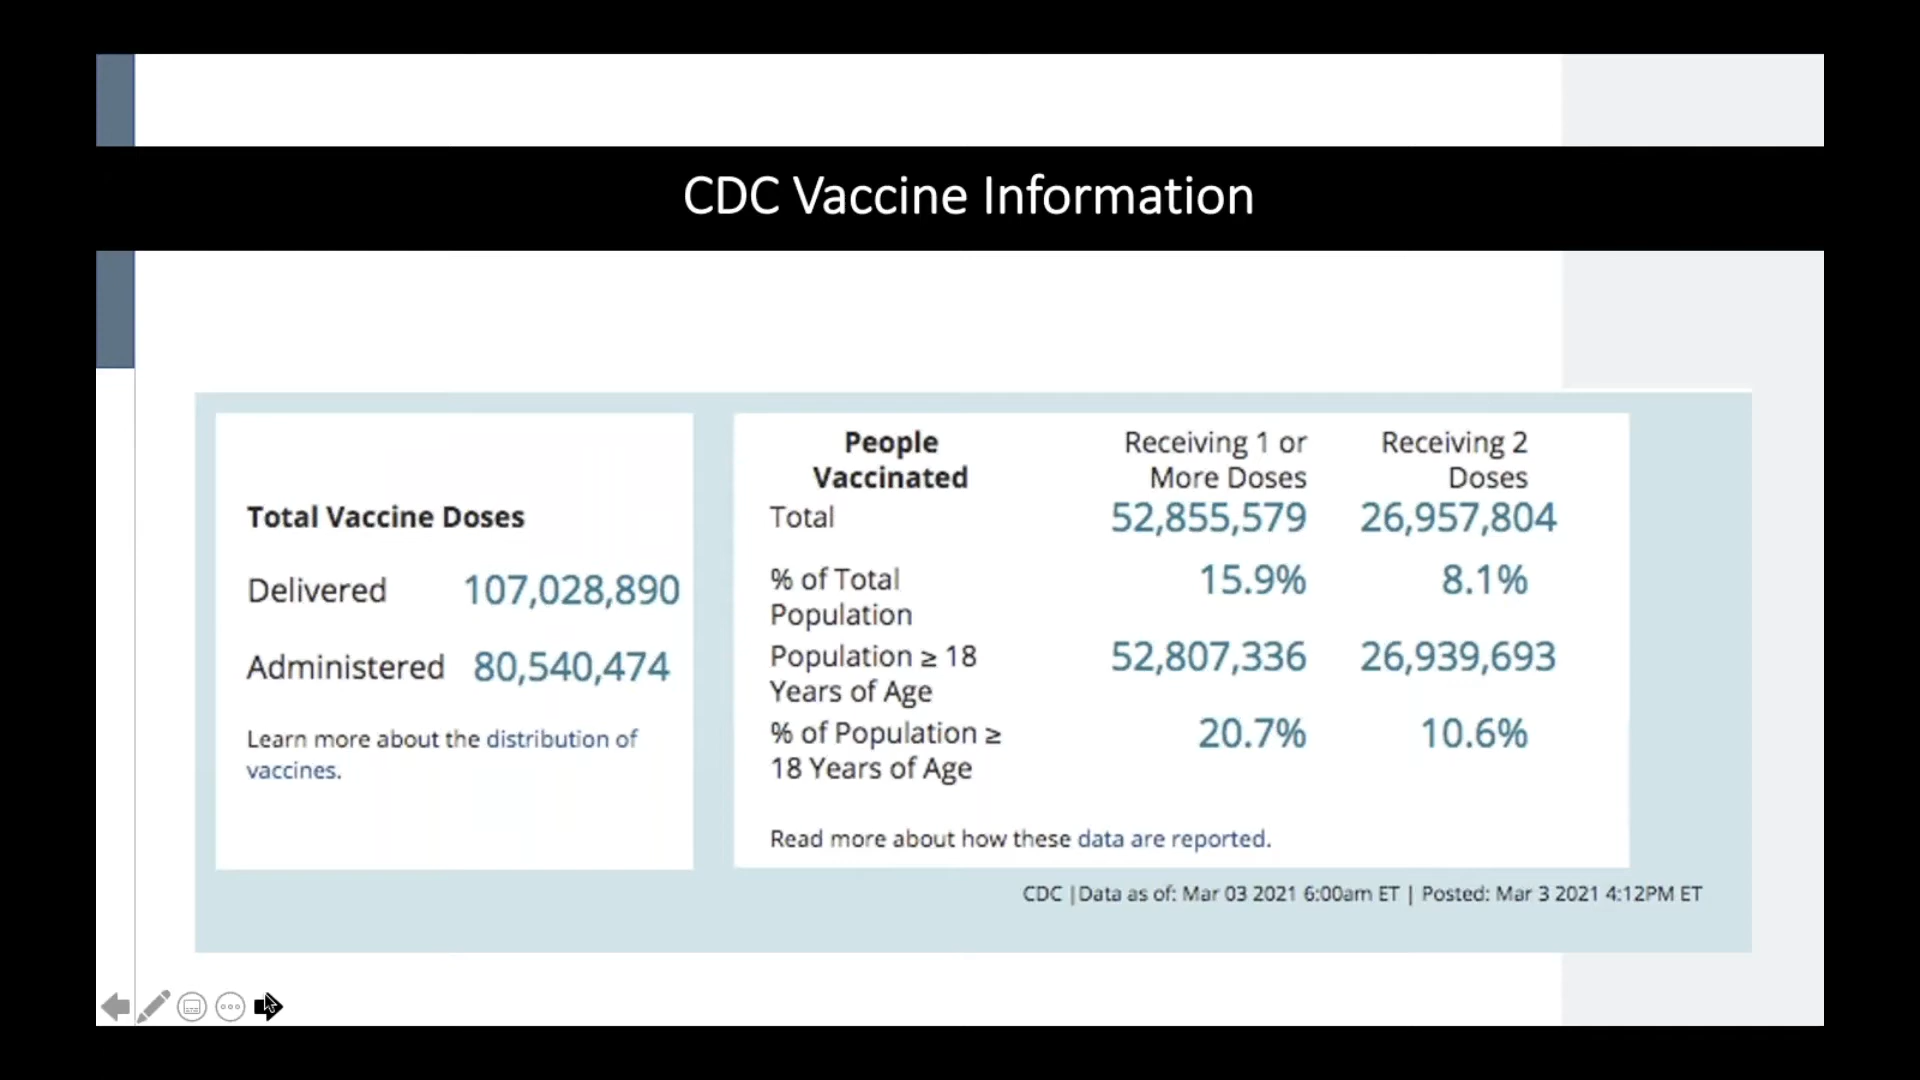 CDC Vaccine Information
Total Vaccine Doses
Delivered 107,028,890
Administered 80,540,474
Learn more about the distribution of
vaccines.
People Receiving 1 or Receiving 2
Vaccinated More Doses Doses
Total 52,855,579 26,957,804
% of Total 15.9% 8.1%
Population
Population ≥ 18 52,807,336 26,939,693
Years of Age
% of Population ≥ 20.7% 10.6%
18 Years of Age
Read more about how these data are reported.
CDC |Data as of: Mar 03 2021 6:00am ET | Posted: Mar 3 2021 4:12PM ET